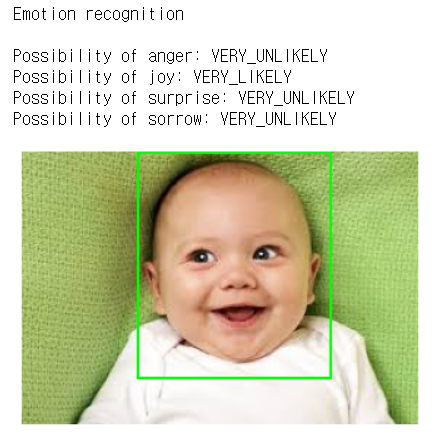 Emotion recognition
Possibility of anger: VERY_UNLIKELY
Possibility of joy: VERY_LIKELY
Possibility of surprise: VERY_UNLIKELY
Possibility of sorrow: VERY_UNLIKELY